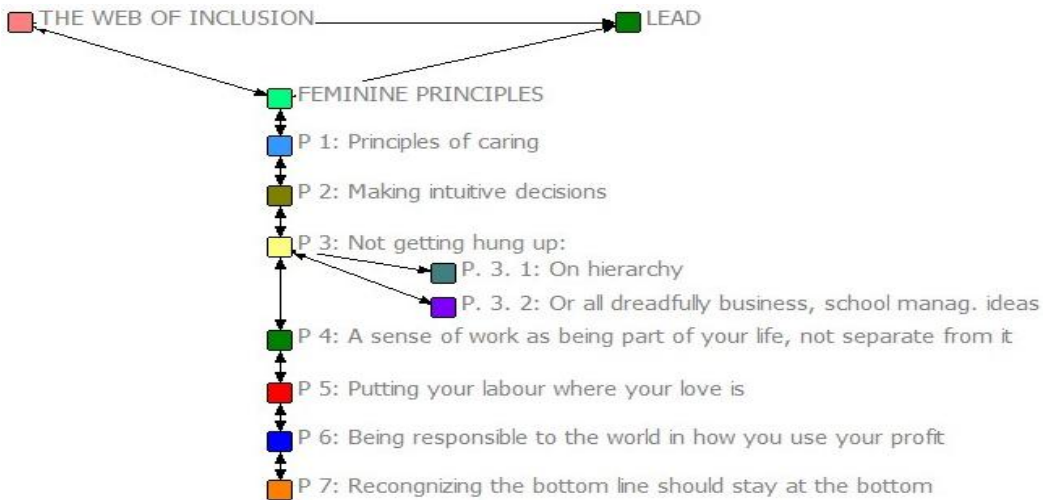 THE WEB OF INCLUSION
LEAD
FEMININE PRINCIPLES
P 1: Principles of caring
P 2: Making intuitive decisions
P 3: Not getting hung up:
P. 3. 1: On hierarchy
P. 3. 2: Or all dreadfully business, school manag. ideas
P 4: A sense of work as being part of your life, not separate from it
P 5: Putting your labour where your love is
P 6: Being responsible to the world in how you use your profit
P 7: Recongnizing the bottom line should stay at the bottom